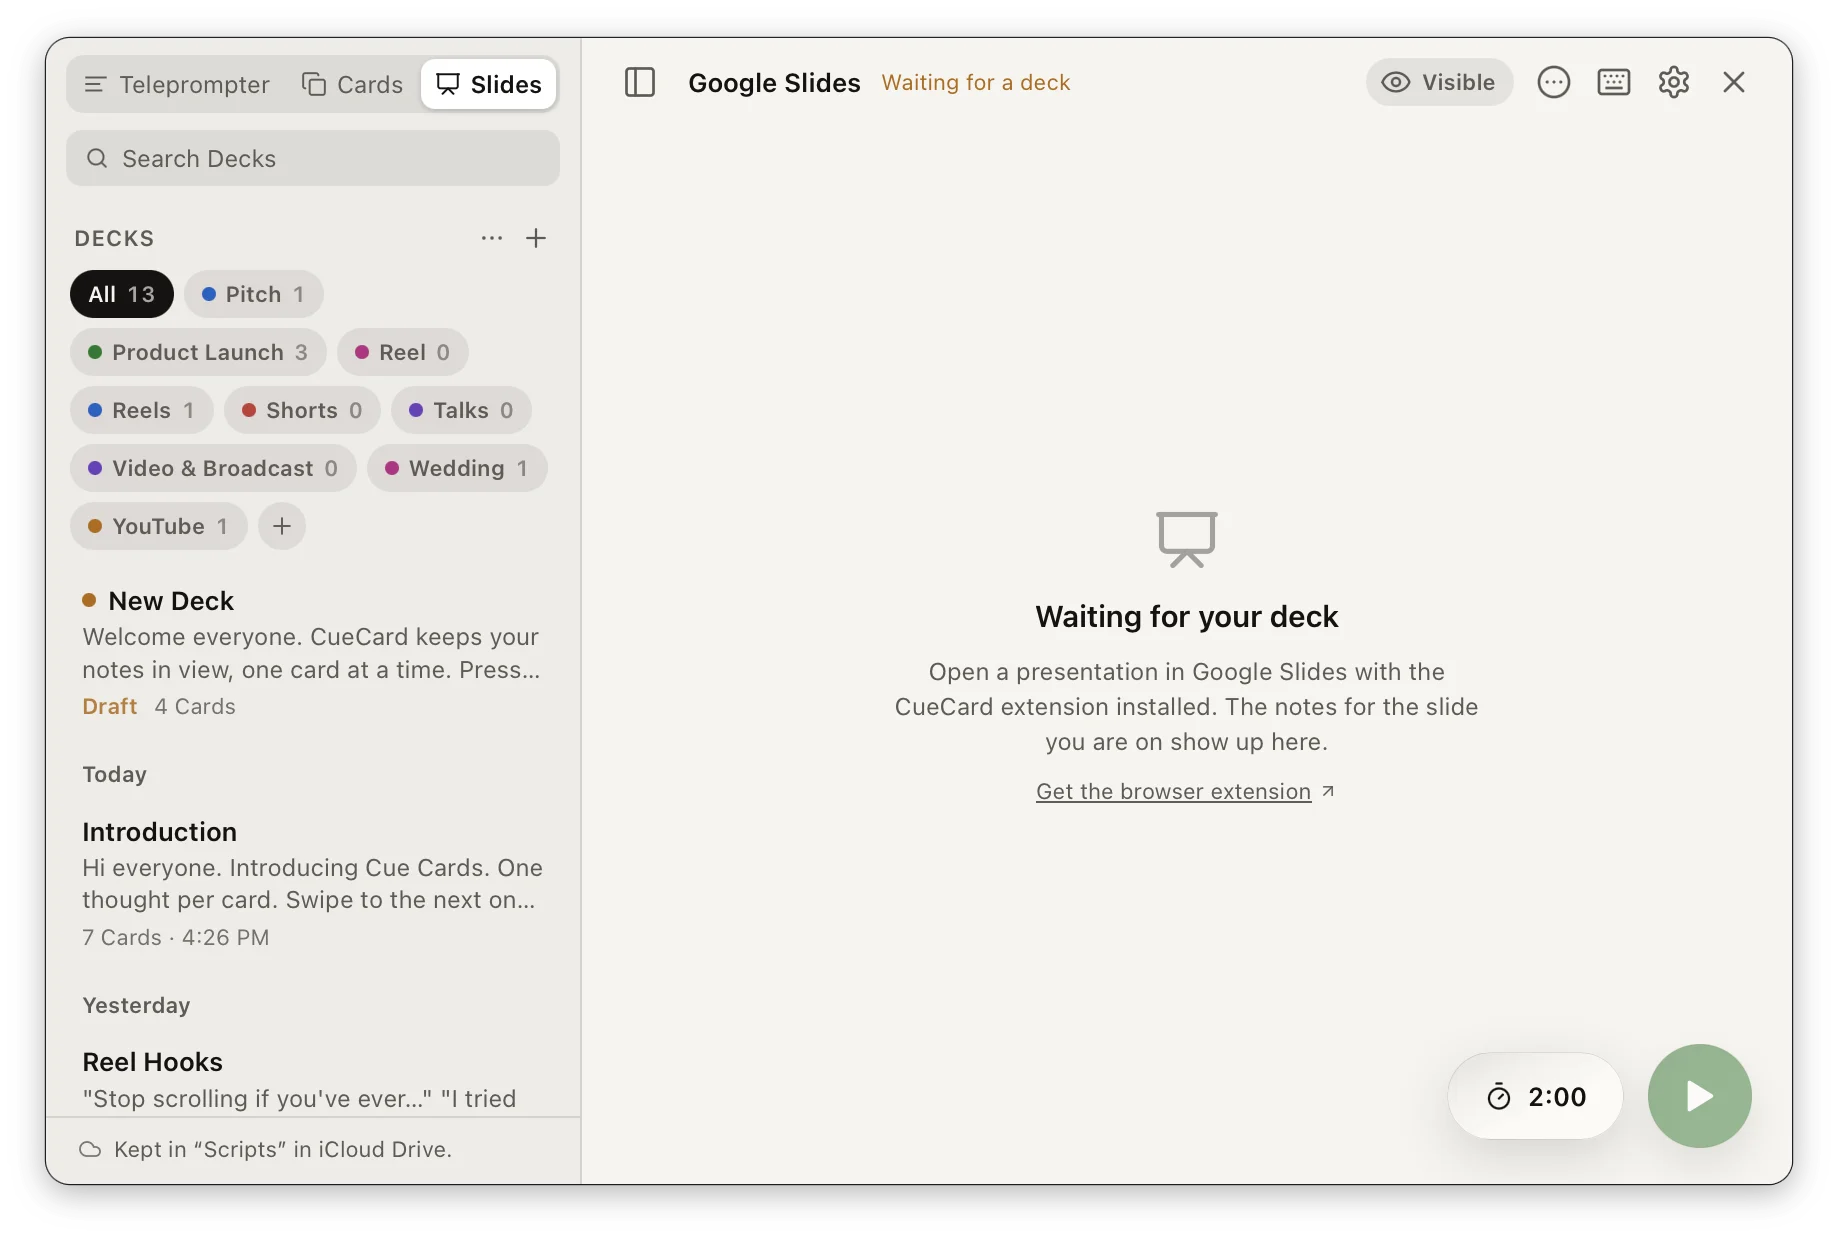 Teleprompter
Cards
Slides
Search Decks
DECKS
All 13
Pitch 1
Product Launch 3
Reel 0
Reels 1
Shorts 0
Talks 0
Video & Broadcast 0
Wedding 1
YouTube 1
New Deck
Welcome everyone. CueCard keeps your
notes in view, one card at a time. Press...
Draft 4 Cards
Today
Introduction
Hi everyone. Introducing Cue Cards. One
thought per card. Swipe to the next on...
7 Cards · 4:26 PM
Yesterday
Reel Hooks
"Stop scrolling if you've ever..." "I tried
Kept in “Scripts” in iCloud Drive.
Google Slides Waiting for a deck
Visible
Waiting for your deck
Open a presentation in Google Slides with the
CueCard extension installed. The notes for the slide
you are on show up here.
Get the browser extension
2:00